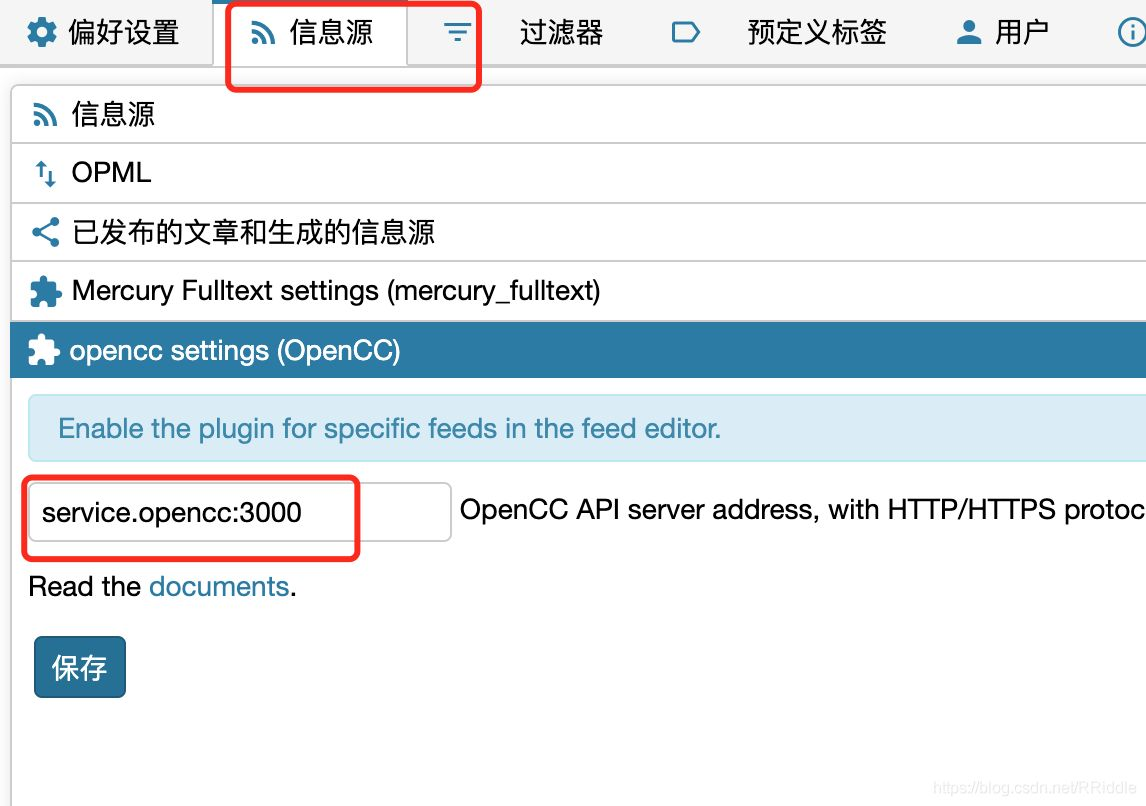 偏好设置 信息源 过滤器 预定义标签 用户
信息源
OPML
已发布的文章和生成的信息源
Mercury Fulltext settings (mercury_fulltext)
opencc settings (OpenCC)
Enable the plugin for specific feeds in the feed editor.
service.opencc:3000 OpenCC API server address, with HTTP/HTTPS protoc
Read the documents.
保存
https://blog.csdn.net/RRiddle